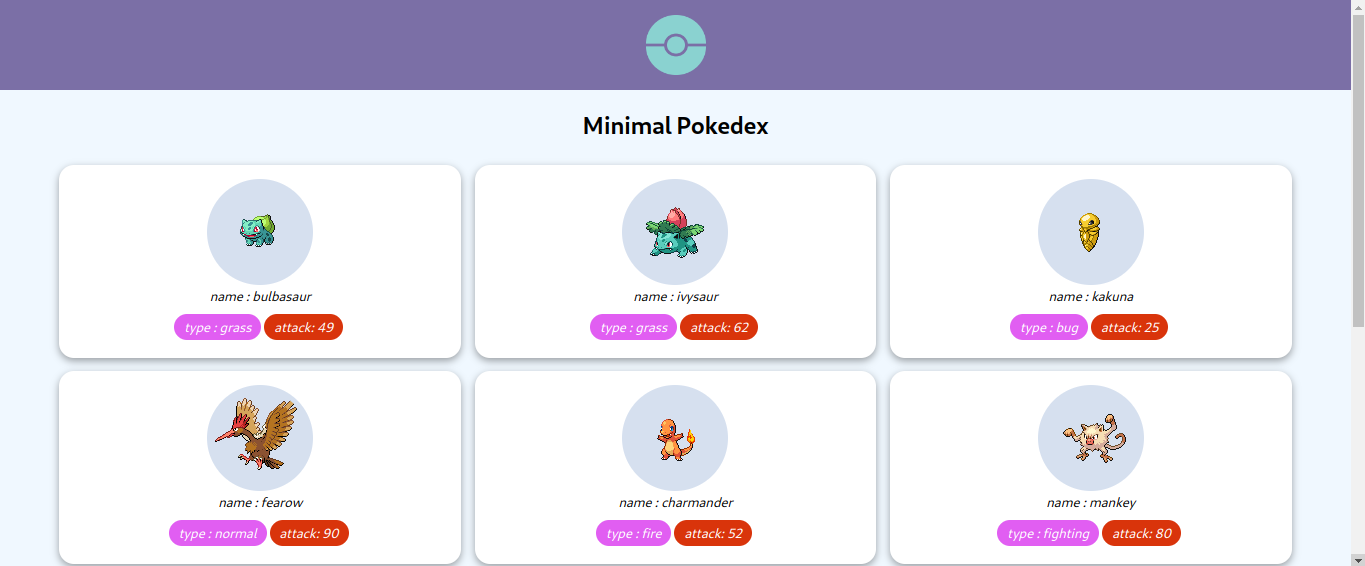 Minimal Pokedex
name : bulbasaur
type : grass attack: 49
name : ivysaur
type : grass attack: 62
name : kakuna
type : bug attack: 25
name : fearow
type : normal attack: 90
name : charmander
type : fire attack: 52
name : mankey
type : fighting attack: 80